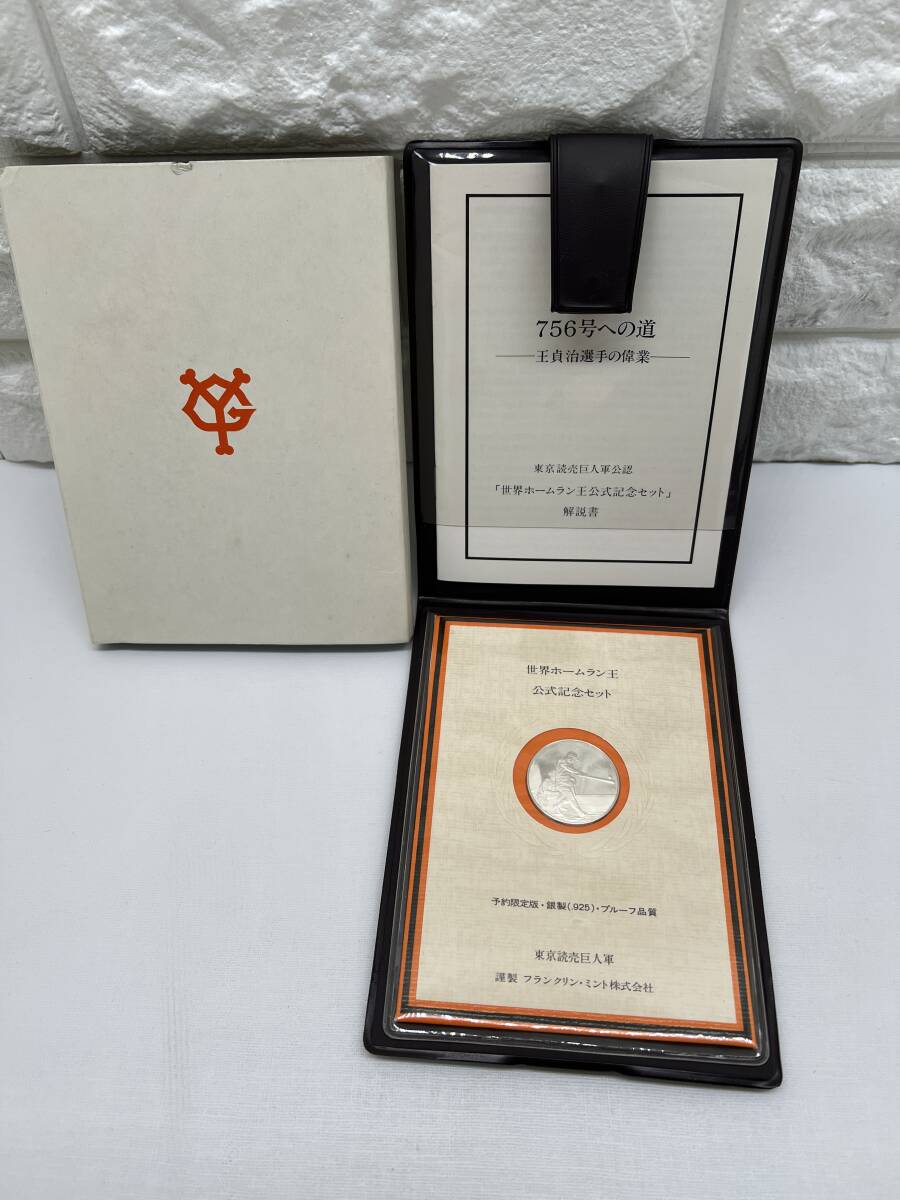 YG
756号への道
王貞治選手の偉業
東京読売巨人軍公認
「世界ホームラン王公式記念セット」
解説書
世界ホームラン王
公式記念セット
予約限定版・銀製(.925)・プルーフ品質
東京読売巨人軍
謹製 フランクリン・ミント株式会社